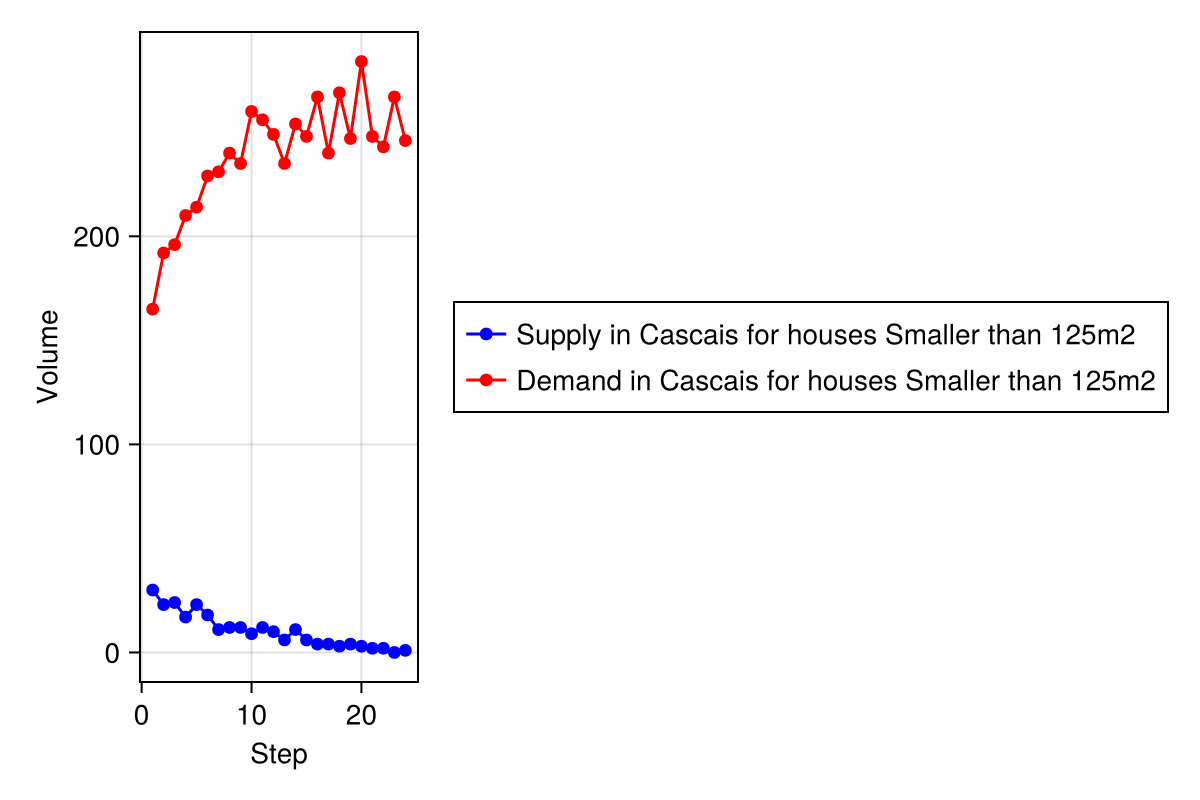 Volume
200
100
0
0 10 20
Step
Supply in Cascais for houses Smaller than 125m2
Demand in Cascais for houses Smaller than 125m2